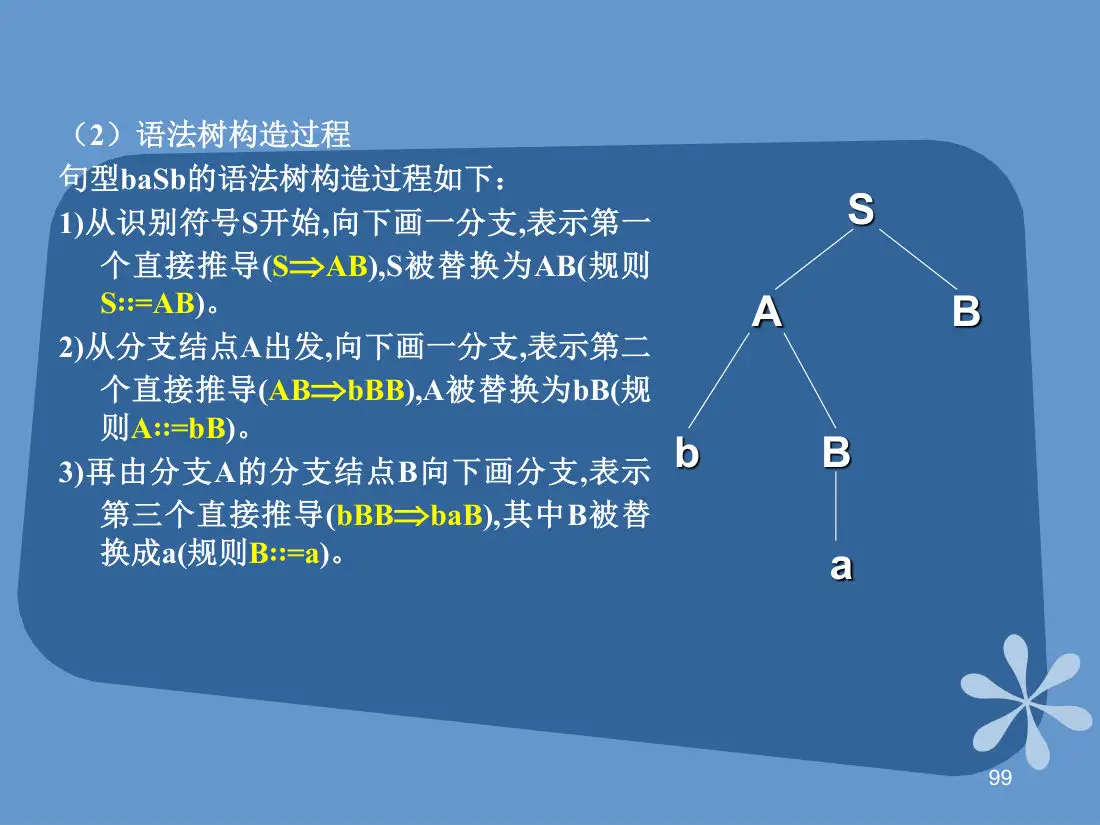 （2）语法树构造过程
句型baSb的语法树构造过程如下：
1)从识别符号S开始,向下画一分支,表示第一
个直接推导(S⇒AB),S被替换为AB(规则
S∷=AB)。
2)从分支结点A出发,向下画一分支,表示第二
个直接推导(AB⇒bBB),A被替换为bB(规
则A∷=bB)。
3)再由分支A的分支结点B向下画分支,表示
第三个直接推导(bBB⇒baB),其中B被替
换成a(规则B∷=a)。
S
A B
b B
a
99